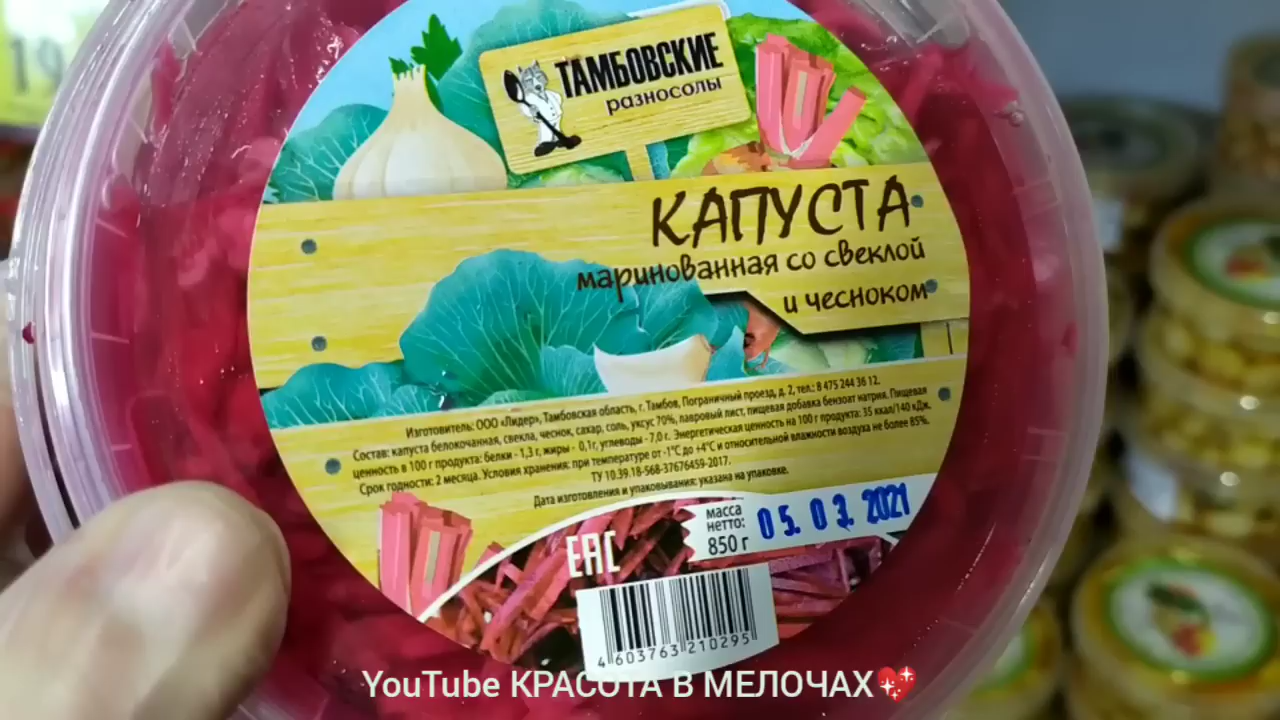 19
ТАМБОВСКИЕ
разносолы
КАПУСТА
маринованная со свеклой
и чесноком
Изготовитель: ООО «Лидер», Тамбовская область, г. Тамбов, Пограничный проезд, д. 2, тел.: 8 475 244 36 12.
Состав: капуста белокочанная, свекла, чеснок, сахар, соль, уксус 70%, лавровый лист, пищевая добавка бензоат натрия. Пищевая
ценность в 100 г продукта: белки - 1,3 г, жиры - 0,1г, углеводы - 7,0 г. Энергетическая ценность на 100 г продукта: 35 ккал/140 кДж.
Срок годности: 2 месяца. Условия хранения: при температуре от -1°С до +4°С и относительной влажности воздуха не более 85%.
ТУ 10.39.18-568-37676459-2017.
Дата изготовления и упаковывания: указана на упаковке.
масса
нетто:
850 г
05.03.2021
ЕАС
4 603763 210295
YouTube КРАСОТА В МЕЛОЧАХ💖